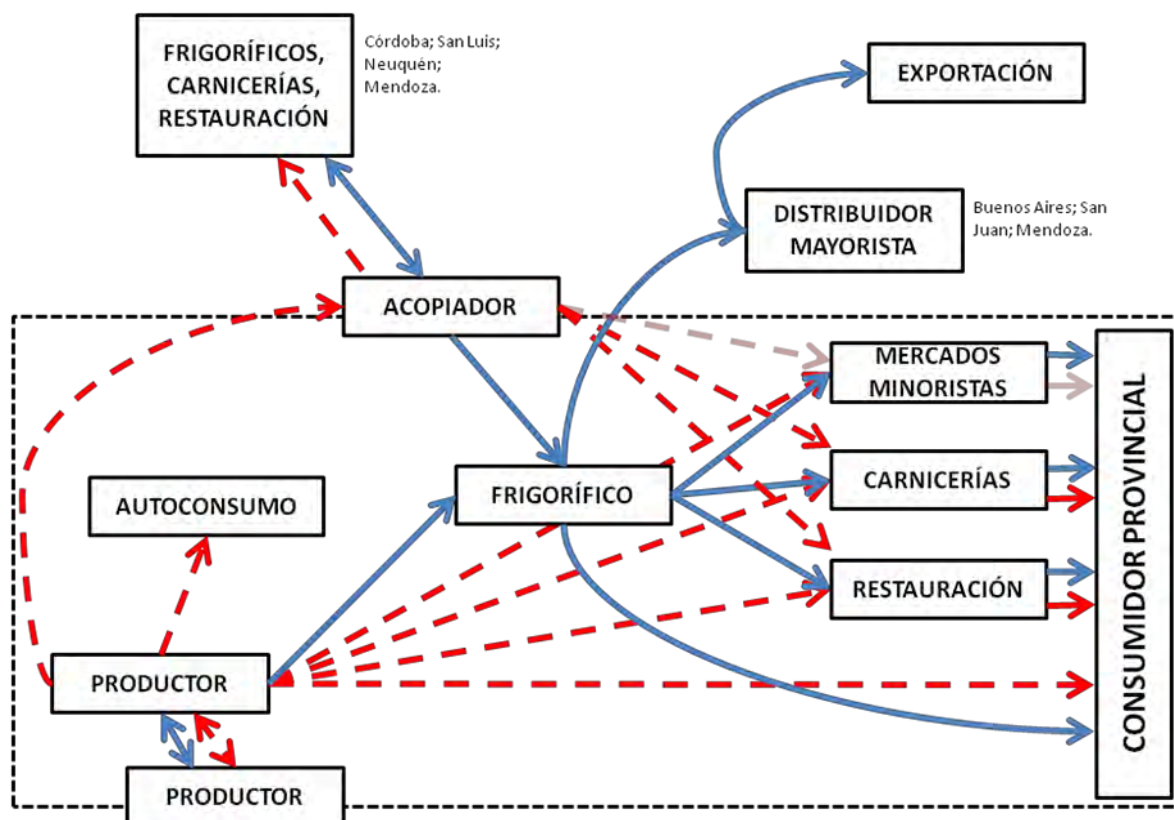 FRIGORÍFICOS,
CARNICERÍAS,
RESTAURACIÓN
Córdoba; San Luis;
Neuquén;
Mendoza.
EXPORTACIÓN
DISTRIBUIDOR
MAYORISTA
Buenos Aires; San
Juan; Mendoza.
ACOPIADOR
MERCADOS
MINORISTAS
CARNICERÍAS
FRIGORÍFICO
AUTOCONSUMO
RESTAURACIÓN
CONSUMIDOR PROVINCIAL
PRODUCTOR
PRODUCTOR